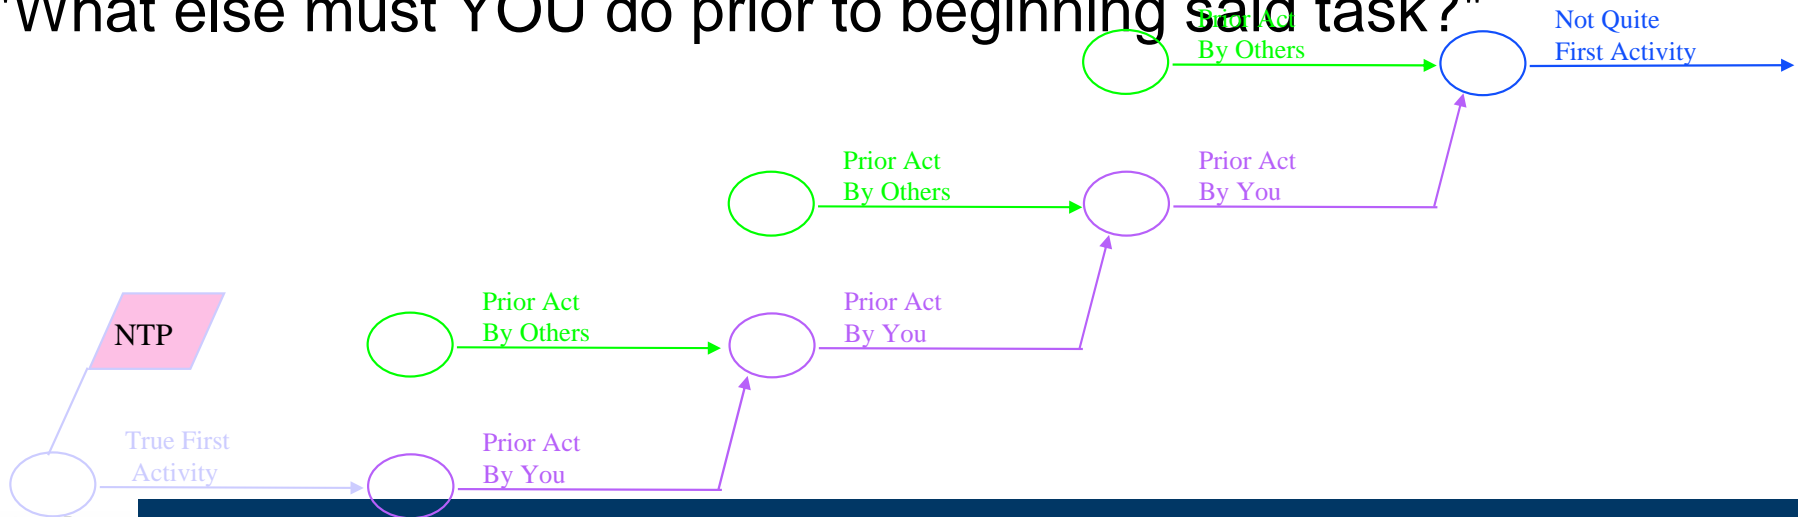 "What else must YOU do prior to beginning said task?"
Prior Act
By Others
Not Quite
First Activity
Prior Act
By Others
Prior Act
By You
Prior Act
By Others
Prior Act
By You
NTP
True First
Activity
Prior Act
By You